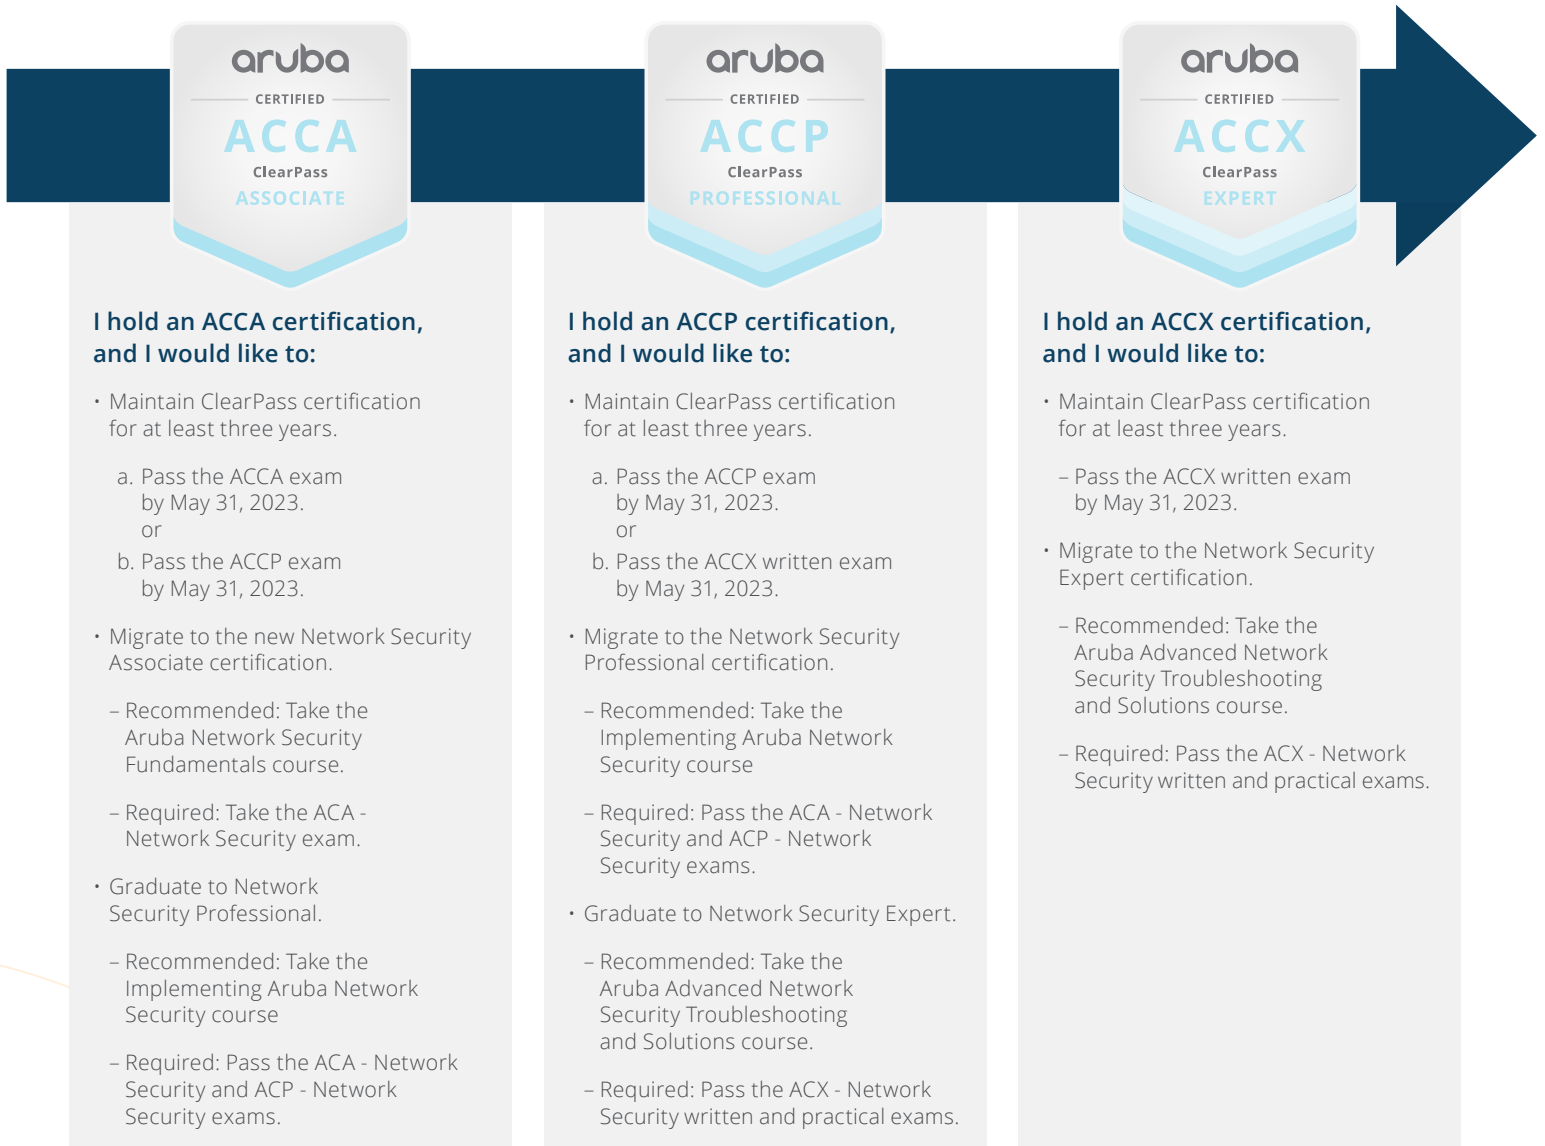 aruba
CERTIFIED
ACCA
ClearPass
ASSOCIATE
I hold an ACCA certification,
and I would like to:
• Maintain ClearPass certification
for at least three years.
a. Pass the ACCA exam
by May 31, 2023.
or
b. Pass the ACCP exam
by May 31, 2023.
• Migrate to the new Network Security
Associate certification.
– Recommended: Take the
Aruba Network Security
Fundamentals course.
– Required: Take the ACA -
Network Security exam.
• Graduate to Network
Security Professional.
– Recommended: Take the
Implementing Aruba Network
Security course
– Required: Pass the ACA - Network
Security and ACP - Network
Security exams.
aruba
CERTIFIED
ACCP
ClearPass
PROFESSIONAL
I hold an ACCP certification,
and I would like to:
• Maintain ClearPass certification
for at least three years.
a. Pass the ACCP exam
by May 31, 2023.
or
b. Pass the ACCX written exam
by May 31, 2023.
• Migrate to the Network Security
Professional certification.
– Recommended: Take the
Implementing Aruba Network
Security course
– Required: Pass the ACA - Network
Security and ACP - Network
Security exams.
• Graduate to Network Security Expert.
– Recommended: Take the
Aruba Advanced Network
Security Troubleshooting
and Solutions course.
– Required: Pass the ACX - Network
Security written and practical exams.
aruba
CERTIFIED
ACCX
ClearPass
EXPERT
I hold an ACCX certification,
and I would like to:
• Maintain ClearPass certification
for at least three years.
– Pass the ACCX written exam
by May 31, 2023.
• Migrate to the Network Security
Expert certification.
– Recommended: Take the
Aruba Advanced Network
Security Troubleshooting
and Solutions course.
– Required: Pass the ACX - Network
Security written and practical exams.